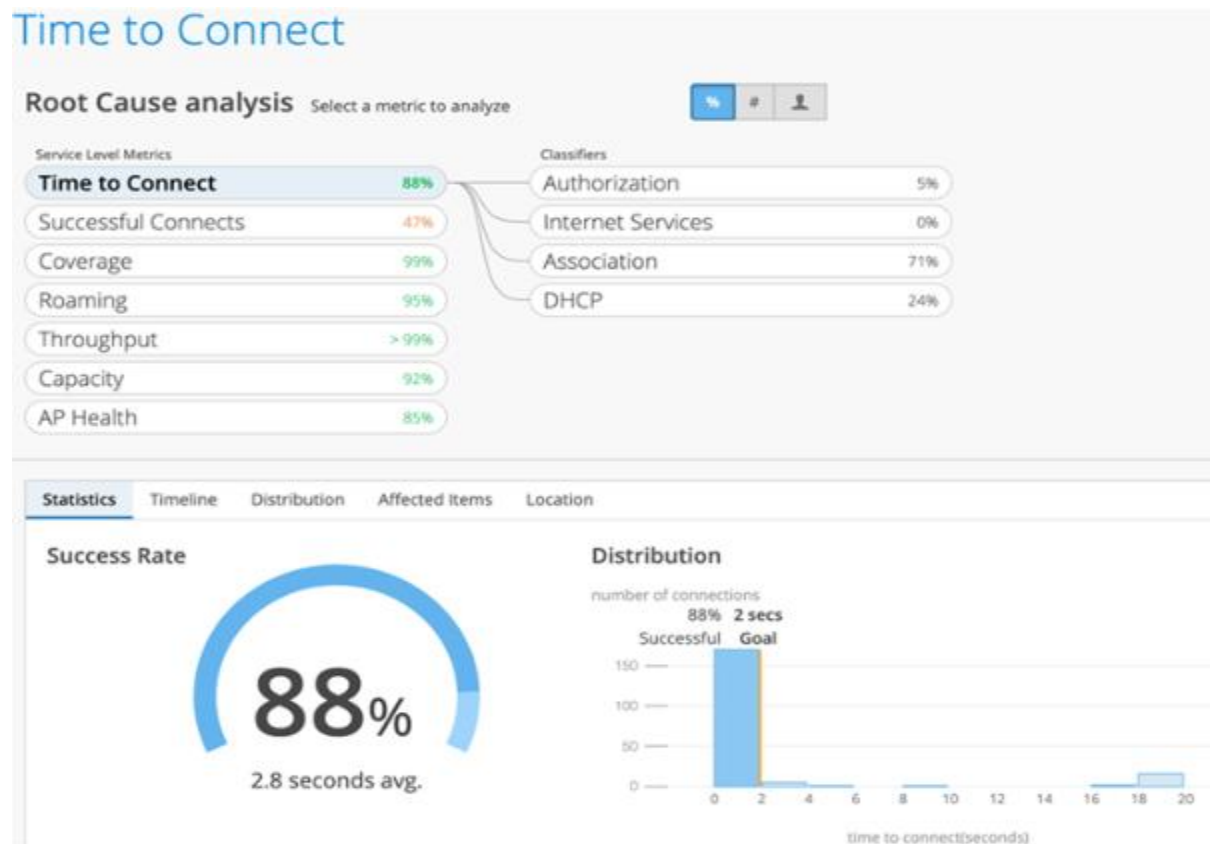 Time to Connect
Root Cause analysis Select a metric to analyze
% #
Service Level Metrics Classifiers
Time to Connect 88% Authorization 5%
Successful Connects 47% Internet Services 0%
Coverage 99% Association 71%
Roaming 95% DHCP 24%
Throughput > 99%
Capacity 92%
AP Health 85%
Statistics Timeline Distribution Affected Items Location
Success Rate
88%
2.8 seconds avg.
Distribution
number of connections
88% 2 secs
Successful Goal
150
100
50
0
0 2 4 6 8 10 12 14 16 18 20
time to connect(seconds)